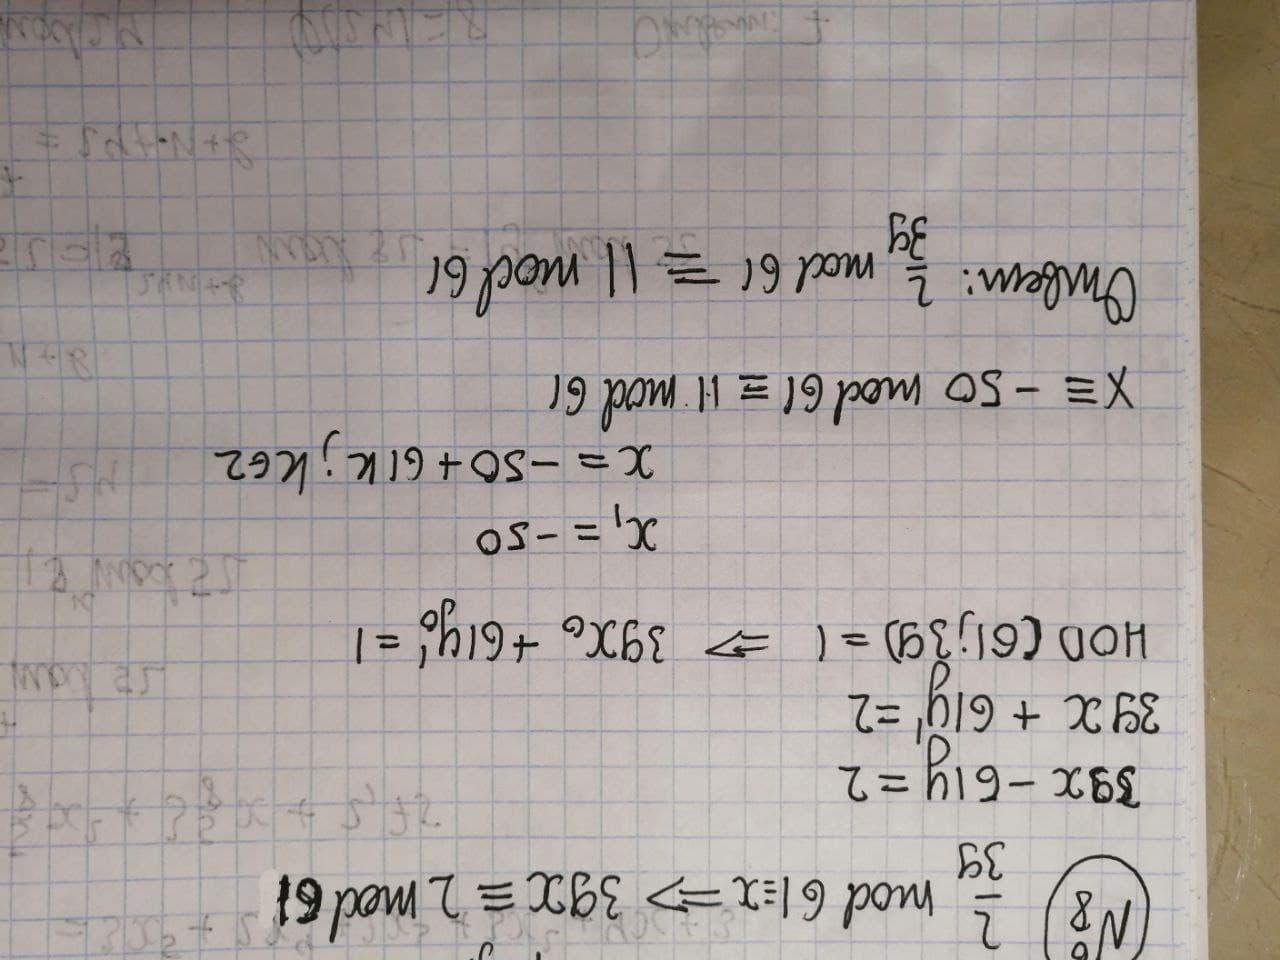 №8 2/39 mod 61 = x => 39x ≡ 2 mod 61
39x - 61y = 2
39x + 61y' = 2
НОД (61; 39) = 1 => 39x₀ + 61y₀' = 1
x₁ = -50
x = -50 + 61k; k∈Z
X ≡ -50 mod 61 ≡ 11 mod 61
Ответ: 2/39 mod 61 ≡ 11 mod 61